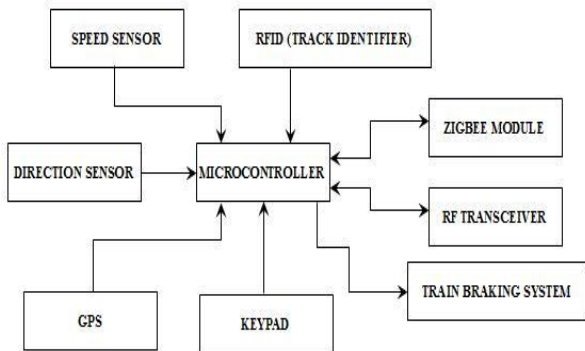 SPEED SENSOR
RFID (TRACK IDENTIFIER)
ZIGBEE MODULE
DIRECTION SENSOR
MICROCONTROLLER
RF TRANSCEIVER
TRAIN BRAKING SYSTEM
GPS
KEYPAD